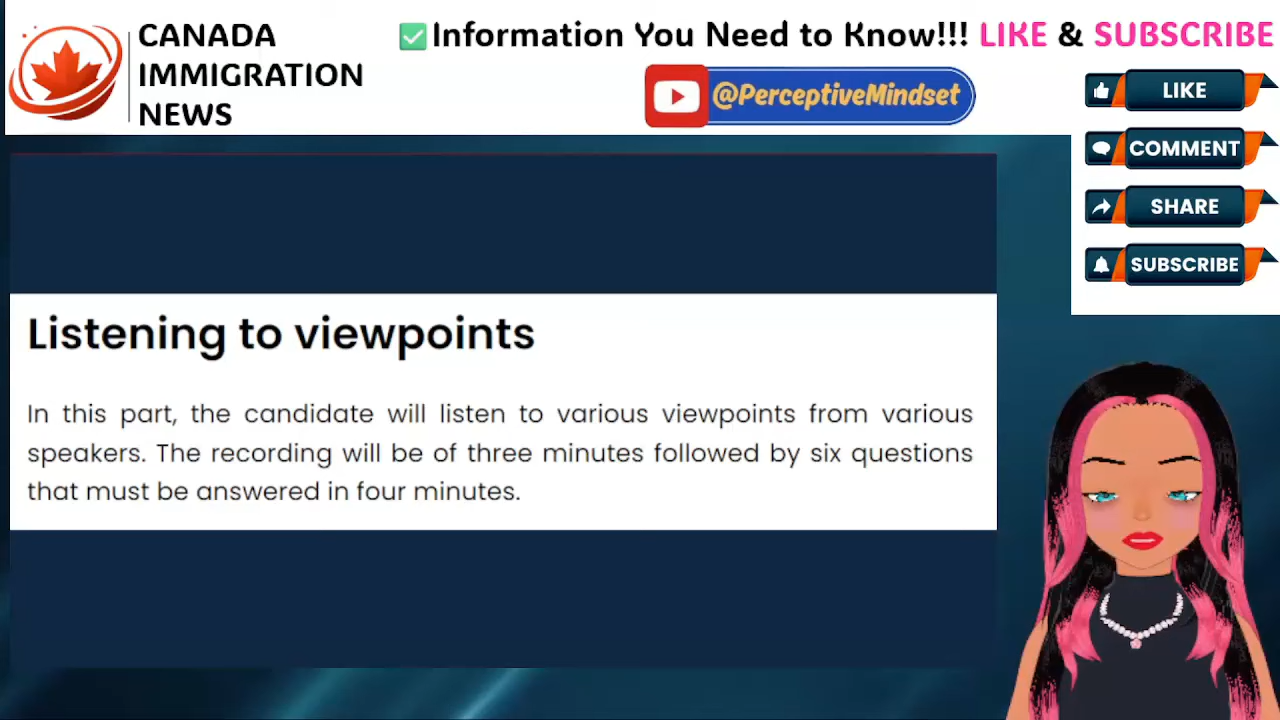 CANADA
IMMIGRATION
NEWS
✅Information You Need to Know!!! LIKE & SUBSCRIBE
@PerceptiveMindset
LIKE
COMMENT
SHARE
SUBSCRIBE
Listening to viewpoints
In this part, the candidate will listen to various viewpoints from various
speakers. The recording will be of three minutes followed by six questions
that must be answered in four minutes.